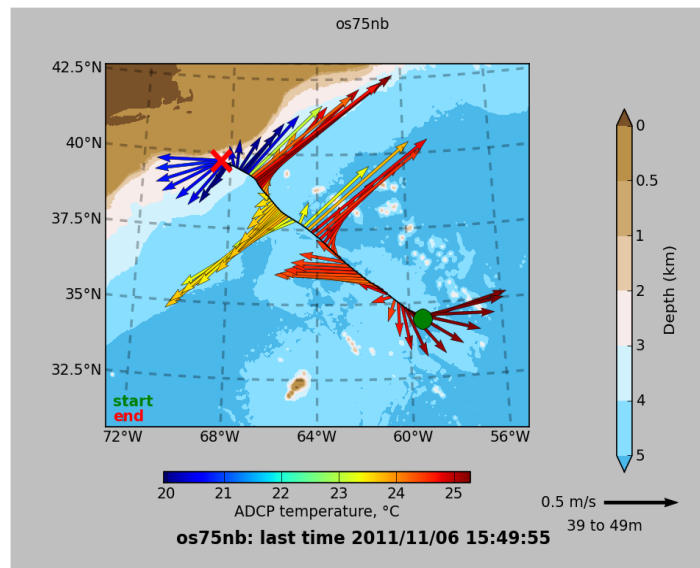 os75nb
42.5°N
40°N
37.5°N
35°N
32.5°N
start
end
72°W 68°W 64°W 60°W 56°W
0
0.5
1
2
3
4
5
Depth (km)
20 21 22 23 24 25
ADCP temperature, °C
0.5 m/s
39 to 49m
os75nb: last time 2011/11/06 15:49:55